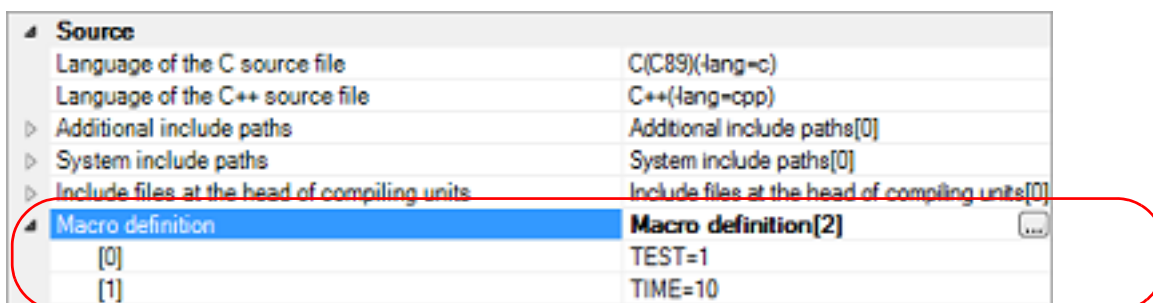 Source
Language of the C source file C(C89)(-lang=c)
Language of the C++ source file C++(-lang=cpp)
Additional include paths Additional include paths[0]
System include paths System include paths[0]
Include files at the head of compiling units Include files at the head of compiling units[0]
Macro definition Macro definition[2] ...
[0] TEST=1
[1] TIME=10